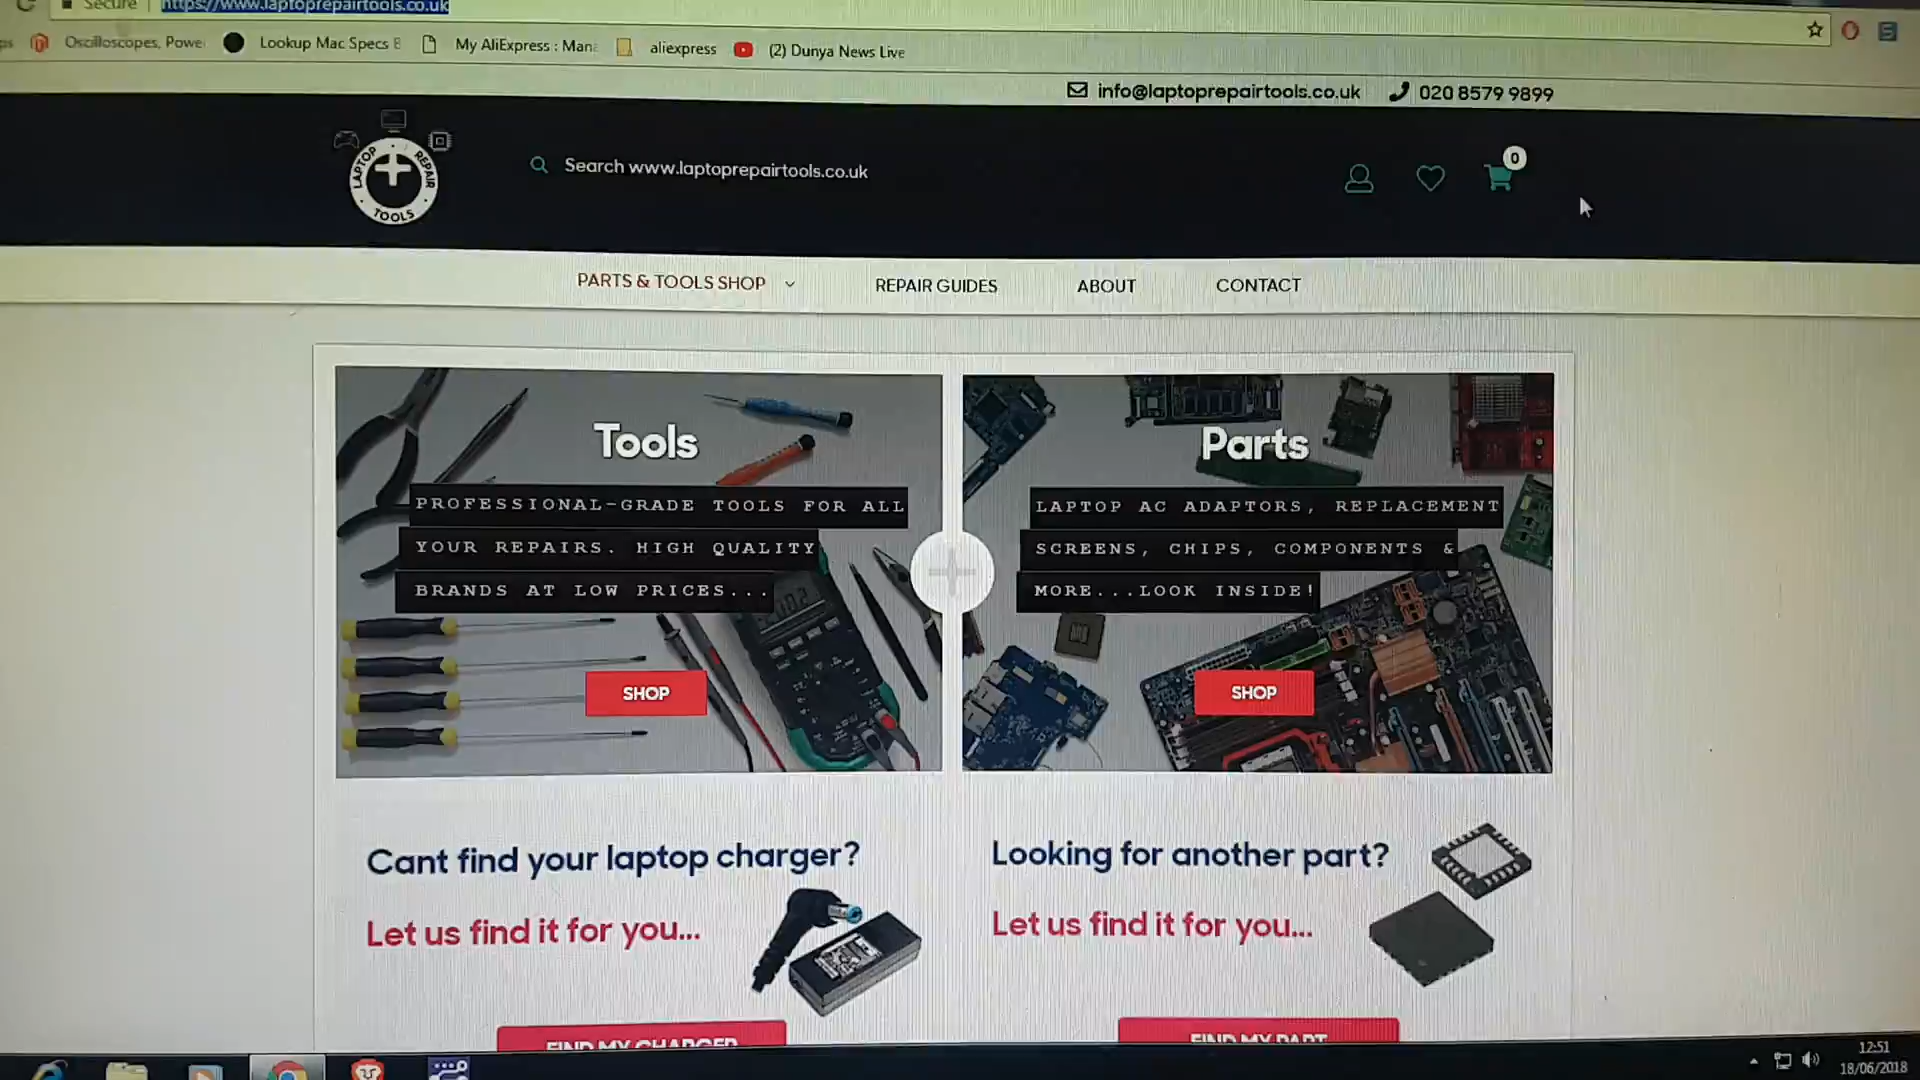 Secure
https://www.laptoprepairtools.co.uk
Oscilloscopes, Powe
Lookup Mac Specs B
My AliExpress : Mana
aliexpress
(2) Dunya News Live
info@laptoprepairtools.co.uk
020 8579 9899
LAPTOP REPAIR TOOLS
Search www.laptoprepairtools.co.uk
0
PARTS & TOOLS SHOP
REPAIR GUIDES
ABOUT
CONTACT
Tools
PROFESSIONAL-GRADE TOOLS FOR ALL
YOUR REPAIRS. HIGH QUALITY
BRANDS AT LOW PRICES...
SHOP
Parts
LAPTOP AC ADAPTORS, REPLACEMENT
SCREENS, CHIPS, COMPONENTS &
MORE...LOOK INSIDE!
SHOP
Cant find your laptop charger?
Let us find it for you...
FIND MY CHARGER
Looking for another part?
Let us find it for you...
FIND MY PART
12:51
18/06/2018